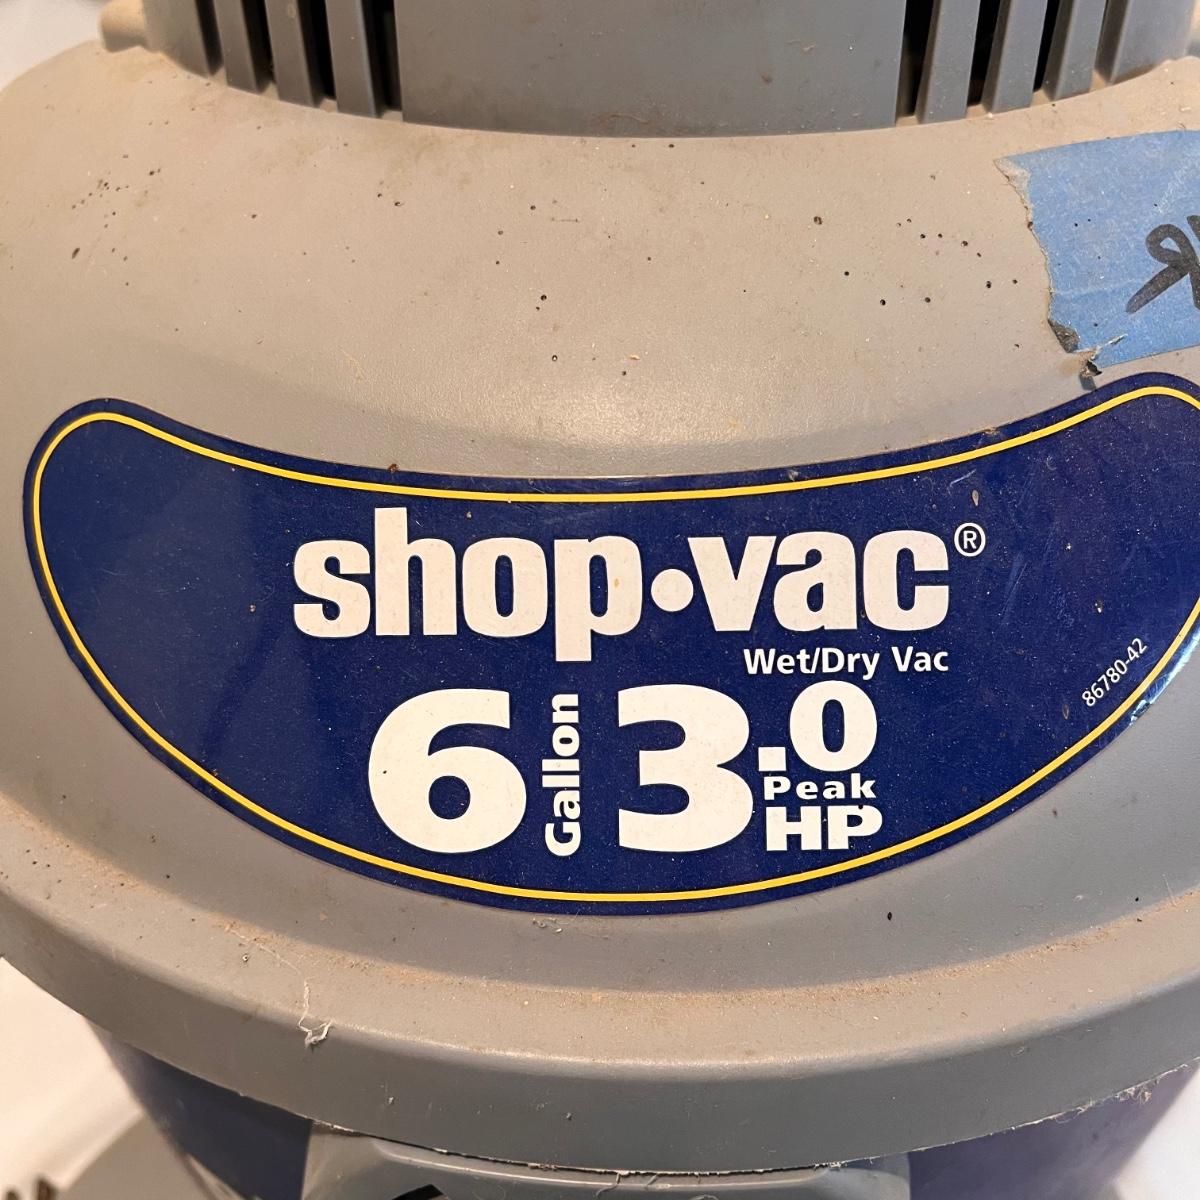 shop·vac®
Wet/Dry Vac
6 Gallon 3.0 Peak HP
86780-42